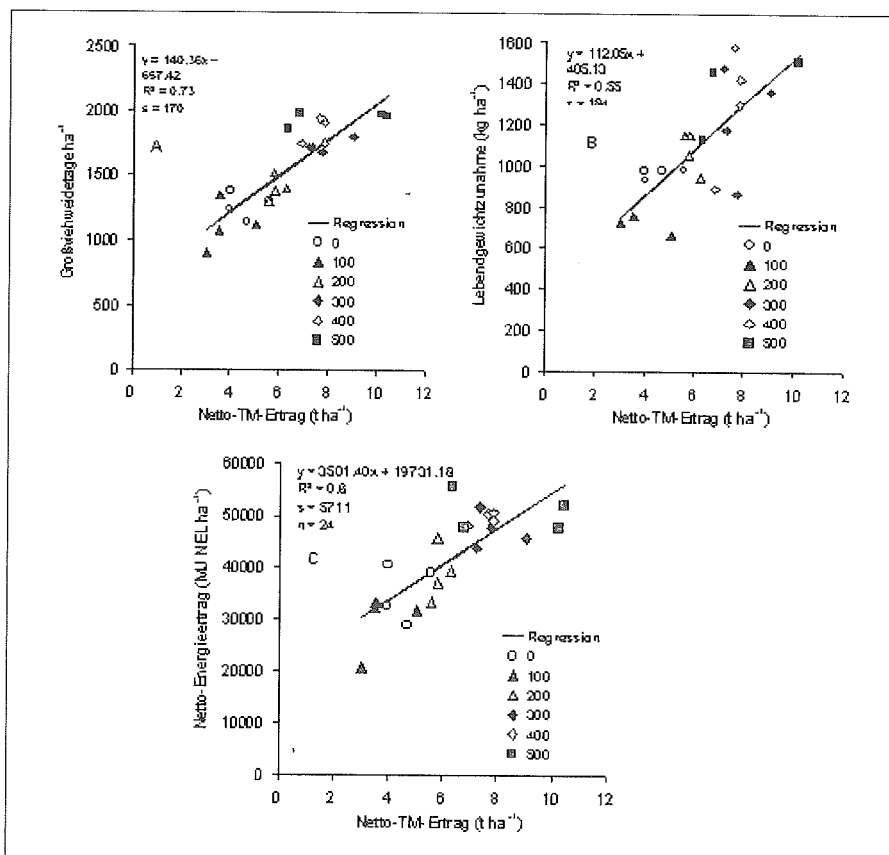 2500
2000
1500
1000
500
0
0
2
4
6
8
10
12
Großviehweidetage ha⁻¹
Netto-TM-Ertrag (t ha⁻¹)
y = 140.36x –
R² = 0.73
s = 170
A
Regression
0
100
200
300
400
500
1600
1400
1200
1000
800
600
400
200
0
0
2
4
6
8
10
12
Lebendgewichtzunahme (kg ha⁻¹)
Netto-TM-Ertrag (t ha⁻¹)
y = 112.05x +
405.13
R² = 0.55
B
Regression
0
100
200
300
400
500
60000
50000
40000
30000
20000
10000
0
0
2
4
6
8
10
12
Netto-Energieertrag (MJ NEL ha⁻¹)
Netto-TM-Ertrag (t ha⁻¹)
y = 3501.40x + 19731.18
R² = 0.6
s = 5711
n = 24
C
Regression
0
100
200
300
400
500